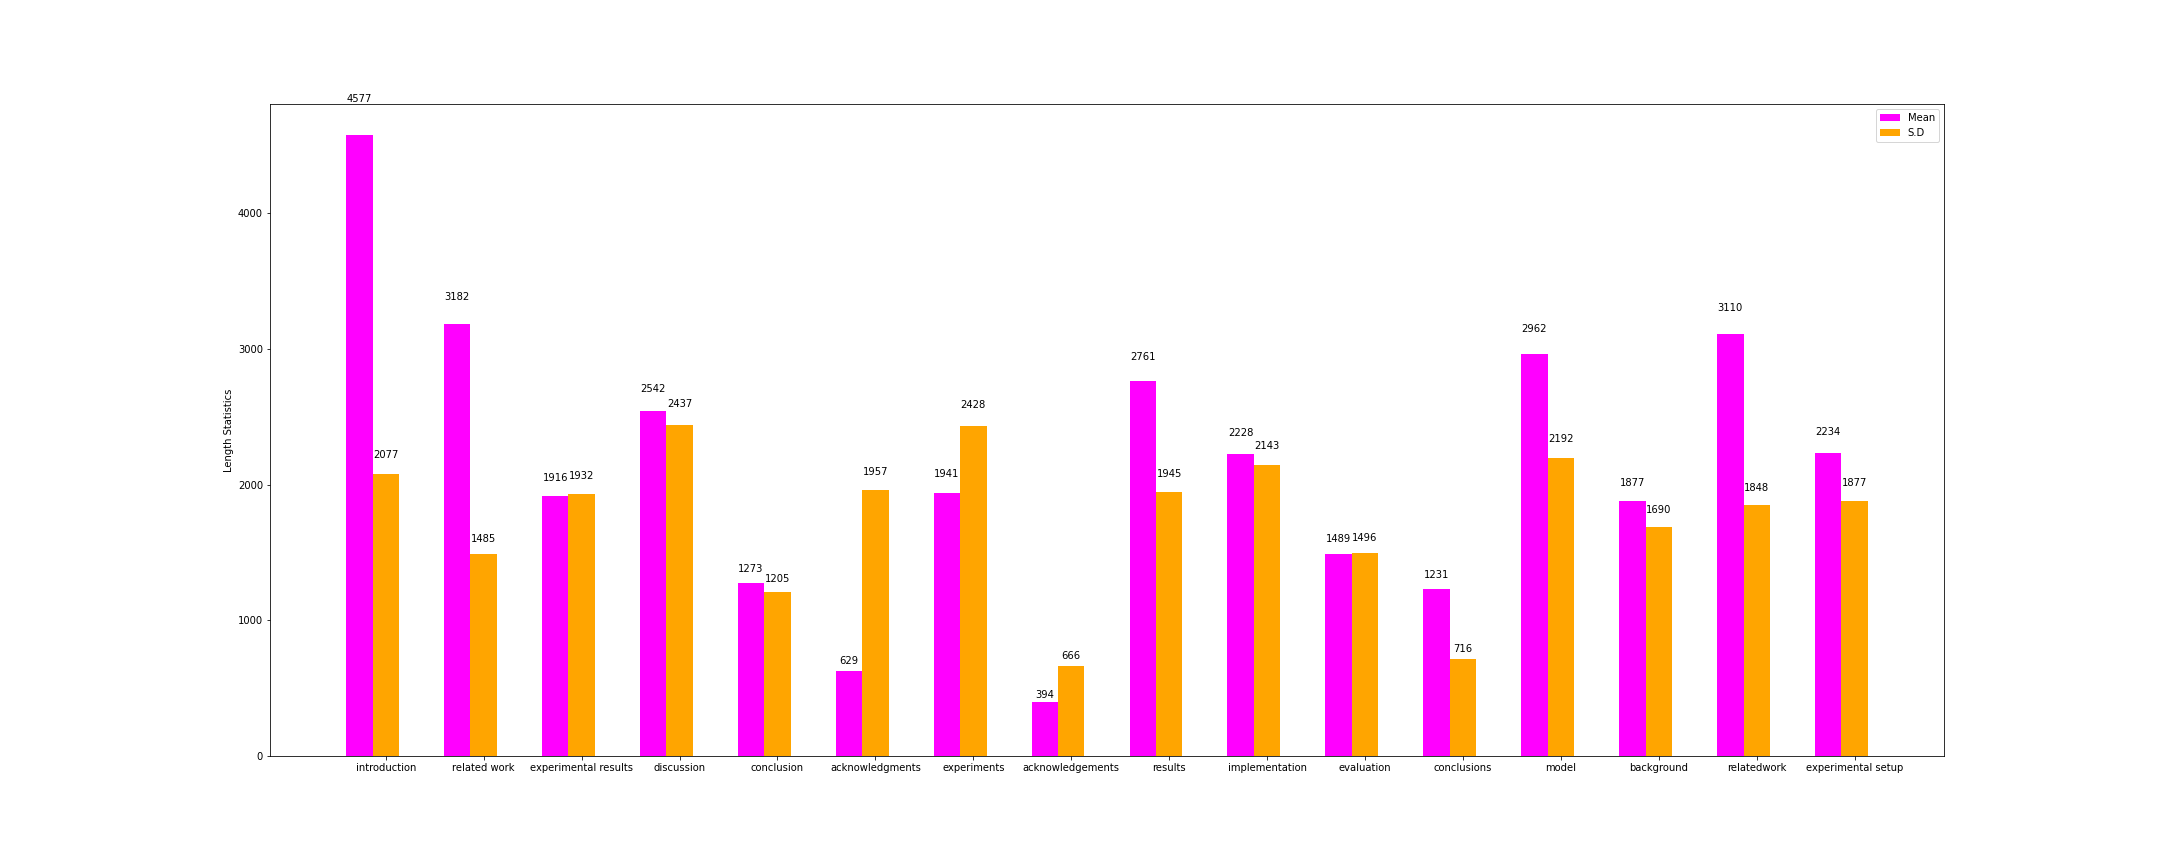 4577
Mean
S.D
4000
3182
3110
2962
3000
2761
2542
2437
2428
2228
2143
2234
2192
2077
1916
1932
1957
1941
1945
1877
1848
1877
2000
1690
1485
1489
1496
1273
1205
1231
1000
629
666
716
394
0
Length Statistics
introduction
related work
experimental results
discussion
conclusion
acknowledgments
experiments
acknowledgements
results
implementation
evaluation
conclusions
model
background
relatedwork
experimental setup